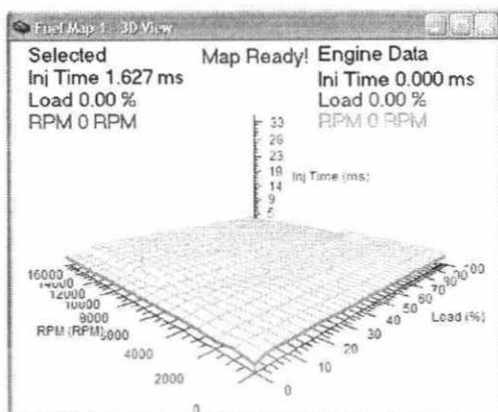 Fuel Map 1 - 3D View
Selected
Inj Time 1.627 ms
Load 0.00 %
RPM 0 RPM
Map Ready!
Engine Data
Inj Time 0.000 ms
Load 0.00 %
RPM 0 RPM
33
28
23
19
14
9
5
Inj Time (ms)
16000
14000
12000
10000
8000
6000
4000
2000
0
RPM (RPM)
0
10
20
30
40
50
60
70
80
100
Load (%)